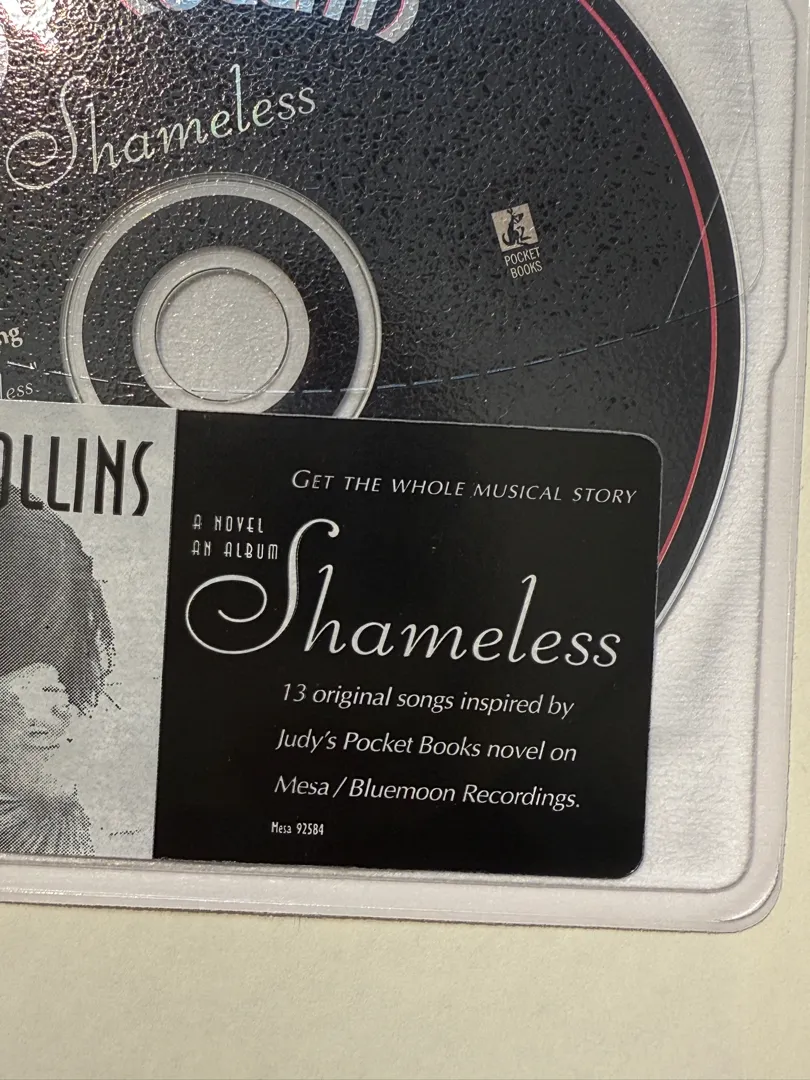 Shameless
POCKET
BOOKS
GET THE WHOLE MUSICAL STORY
A NOVEL
AN ALBUM
Shameless
13 original songs inspired by
Judy's Pocket Books novel on
Mesa / Bluemoon Recordings.
Mesa 92584